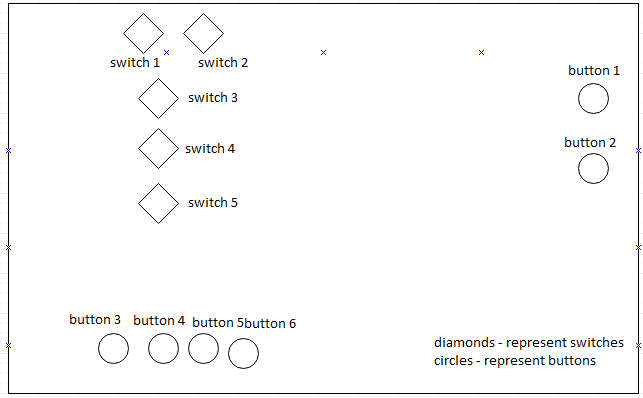 switch 1
switch 2
button 1
switch 3
button 2
switch 4
switch 5
button 3
button 4
button 5
button 6
diamonds - represent switches
circles - represent buttons